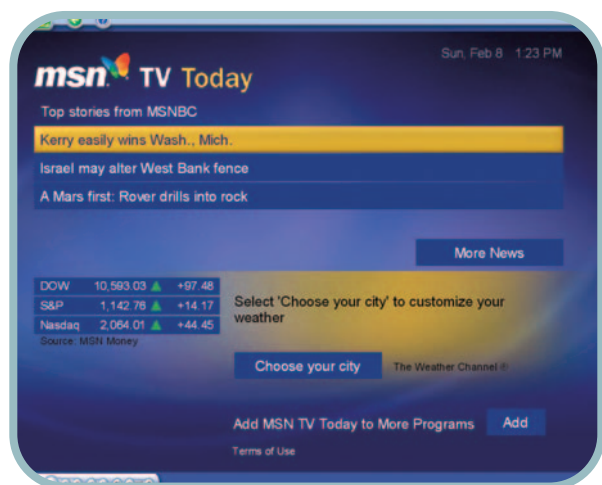 Sun, Feb 8 1:23 PM
msn TV Today
Top stories from MSNBC
Kerry easily wins Wash., Mich.
Israel may alter West Bank fence
A Mars first: Rover drills into rock
More News
DOW 10,593.03 ▲ +97.48
S&P 1,142.76 ▲ +14.17
Nasdaq 2,064.01 ▲ +44.45
Source: MSN Money
Select 'Choose your city' to customize your
weather
Choose your city The Weather Channel ®
Add MSN TV Today to More Programs Add
Terms of Use